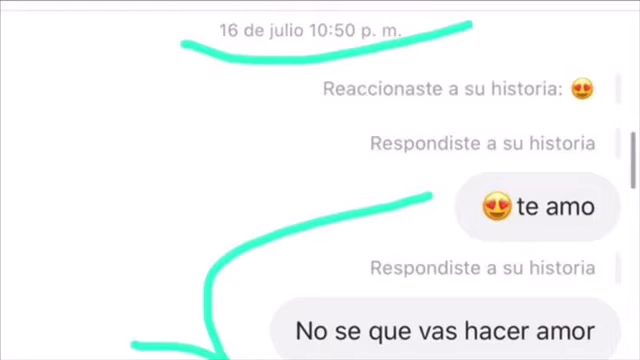 16 de julio 10:50 p. m.
Reaccionaste a su historia: 😍
Respondiste a su historia
😍te amo
Respondiste a su historia
No se que vas hacer amor